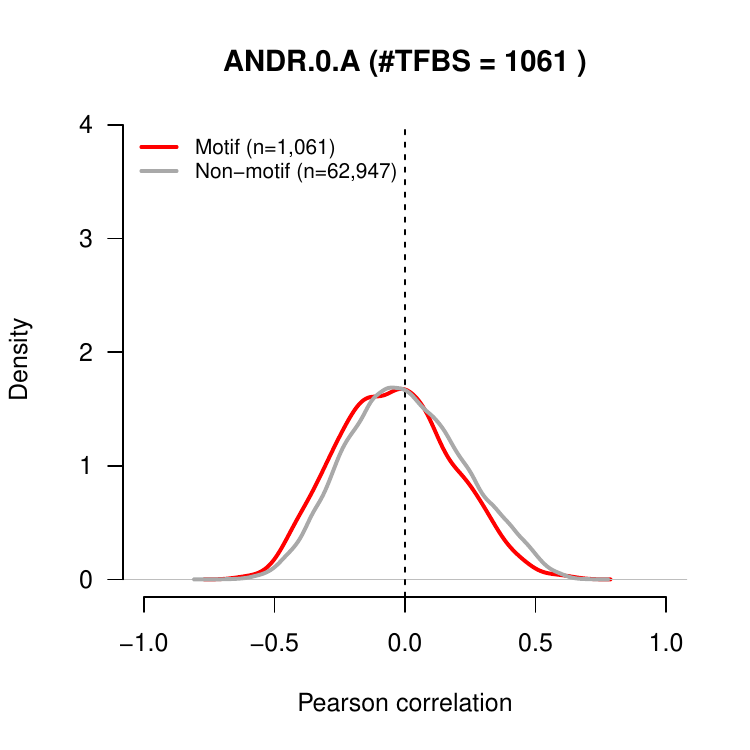 ANDR.0.A (#TFBS = 1061 )
4
Motif (n=1,061)
Non−motif (n=62,947)
3
Density
2
1
0
−1.0 −0.5 0.0 0.5 1.0
Pearson correlation